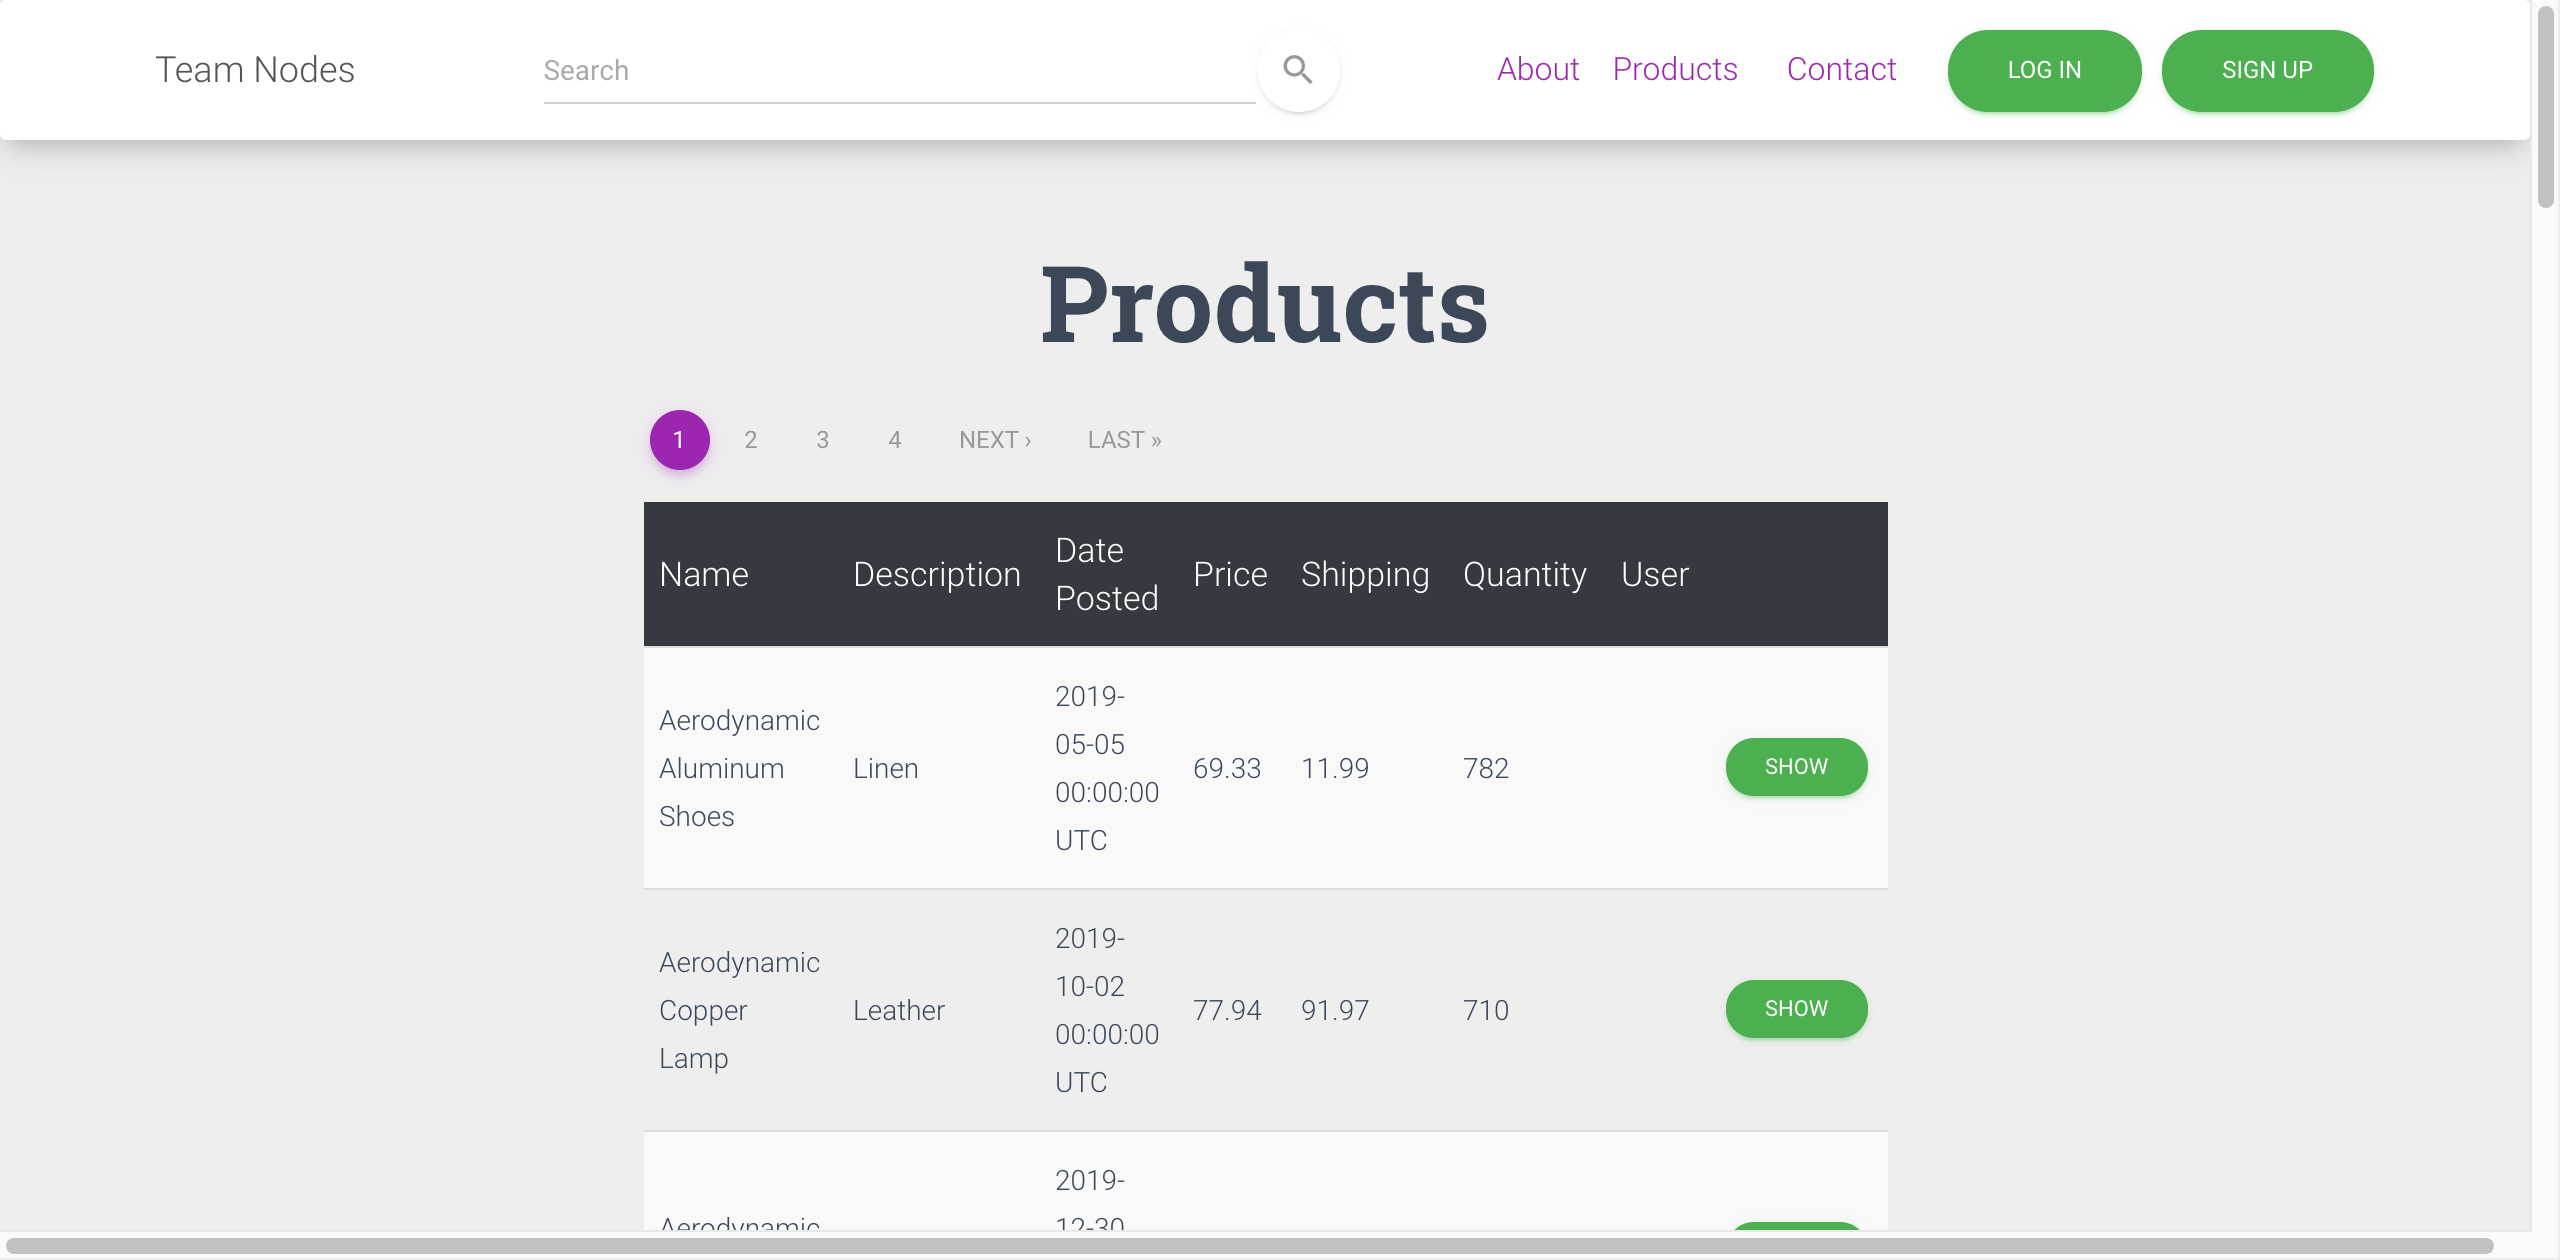 Team Nodes
Search
About Products Contact LOG IN SIGN UP
Products
1 2 3 4 NEXT › LAST »
Name Description Date Posted Price Shipping Quantity User
Aerodynamic Aluminum Shoes Linen 2019-05-05 00:00:00 UTC 69.33 11.99 782 SHOW
Aerodynamic Copper Lamp Leather 2019-10-02 00:00:00 UTC 77.94 91.97 710 SHOW
Aerodynamic 2019-12-30